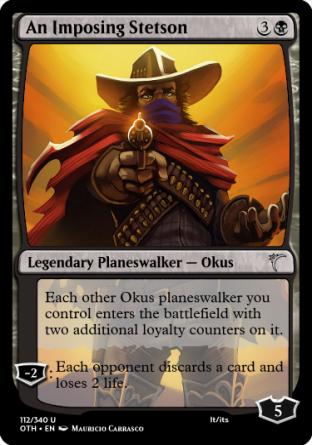 An Imposing Stetson 3
Legendary Planeswalker — Okus
Each other Okus planeswalker you
control enters the battlefield with
two additional loyalty counters on it.
-2 : Each opponent discards a card and
loses 2 life.
5
112/340 U
OTH • EN Mauricio Carrasco
It/its